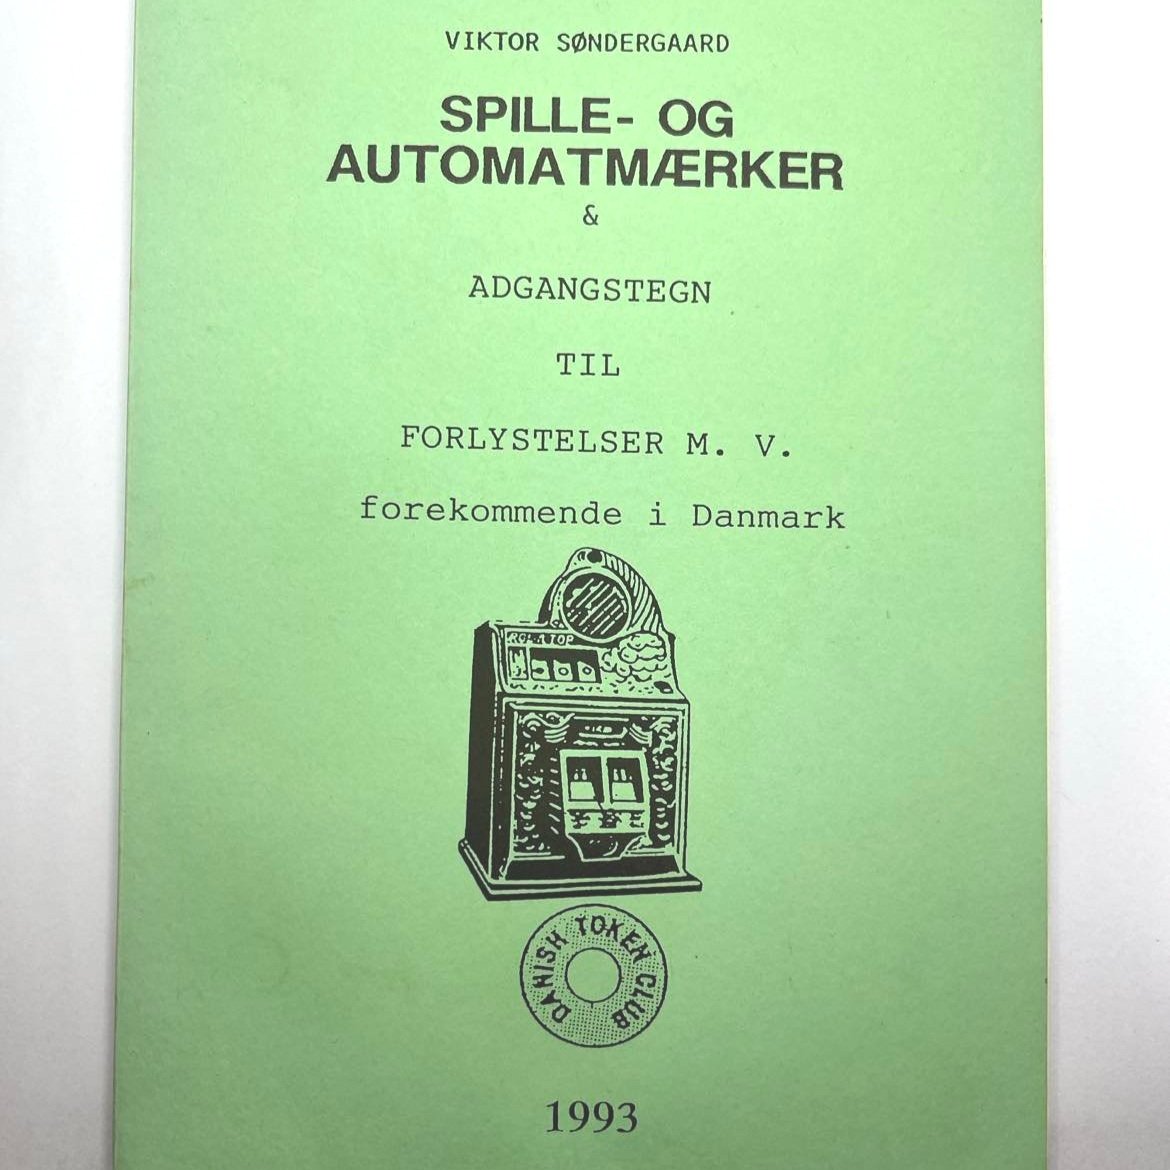 VIKTOR SØNDERGAARD
SPILLE- OG
AUTOMATMÆRKER
&
ADGANGSTEGN
TIL
FORLYSTELSER M. V.
forekommende i Danmark
DANISH TOKEN CLUB
1993